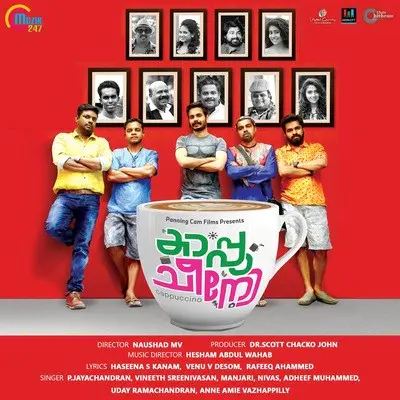 Muzik
247
Panning Cam Films Presents
കാപ്പു
ചീനോ
cappuccino
DIRECTOR NAUSHAD MV PRODUCER DR.SCOTT CHACKO JOHN
MUSIC DIRECTOR HESHAM ABDUL WAHAB
LYRICS HASEENA S KANAM, VENU V DESOM, RAFEEQ AHAMMED
SINGER P.JAYACHANDRAN, VINEETH SREENIVASAN, MANJARI, NIVAS, ADHEEF MUHAMMED,
UDAY RAMACHANDRAN, ANNE AMIE VAZHAPPILLY